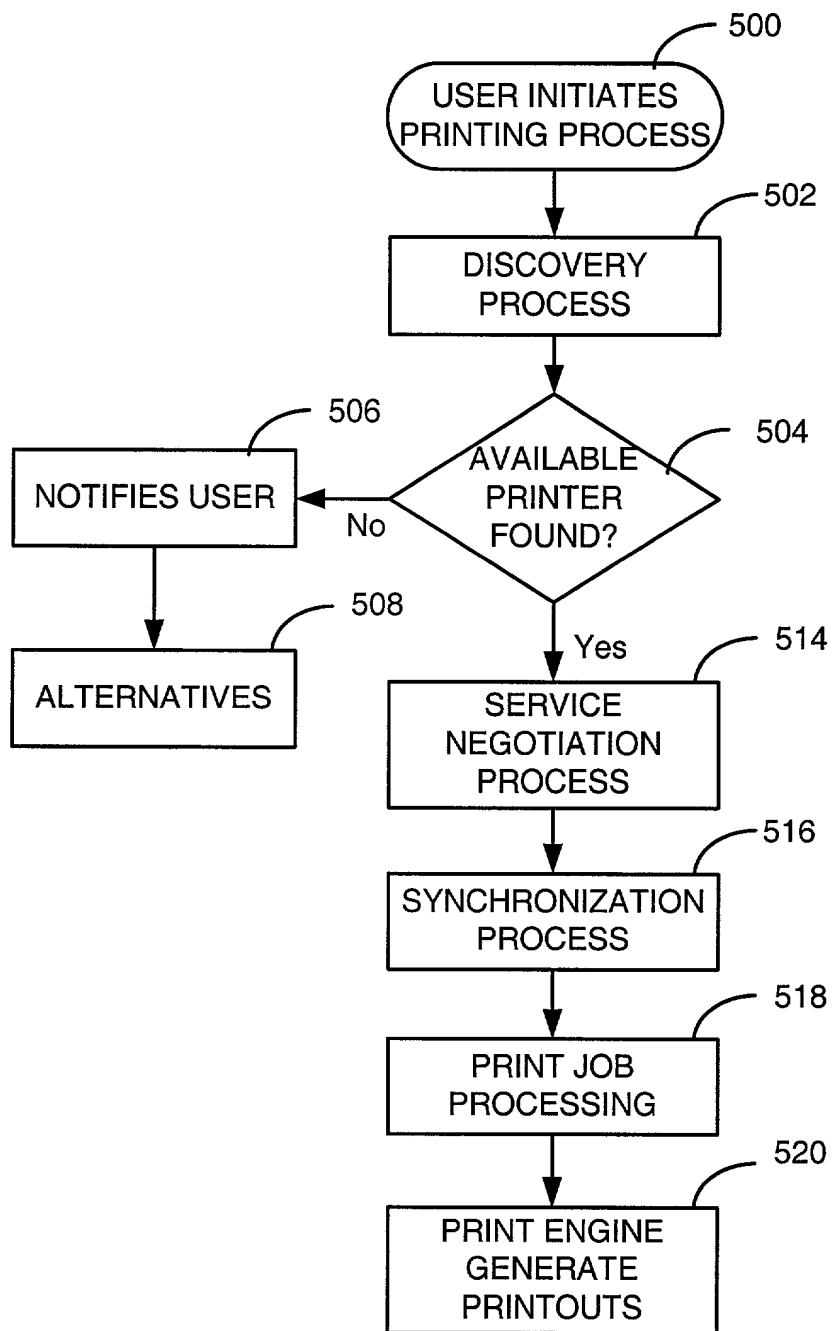 500
USER INITIATES
PRINTING PROCESS
502
DISCOVERY
PROCESS
504
AVAILABLE
PRINTER
FOUND?
No
506
NOTIFIES USER
508
ALTERNATIVES
Yes
514
SERVICE
NEGOTIATION
PROCESS
516
SYNCHRONIZATION
PROCESS
518
PRINT JOB
PROCESSING
520
PRINT ENGINE
GENERATE
PRINTOUTS